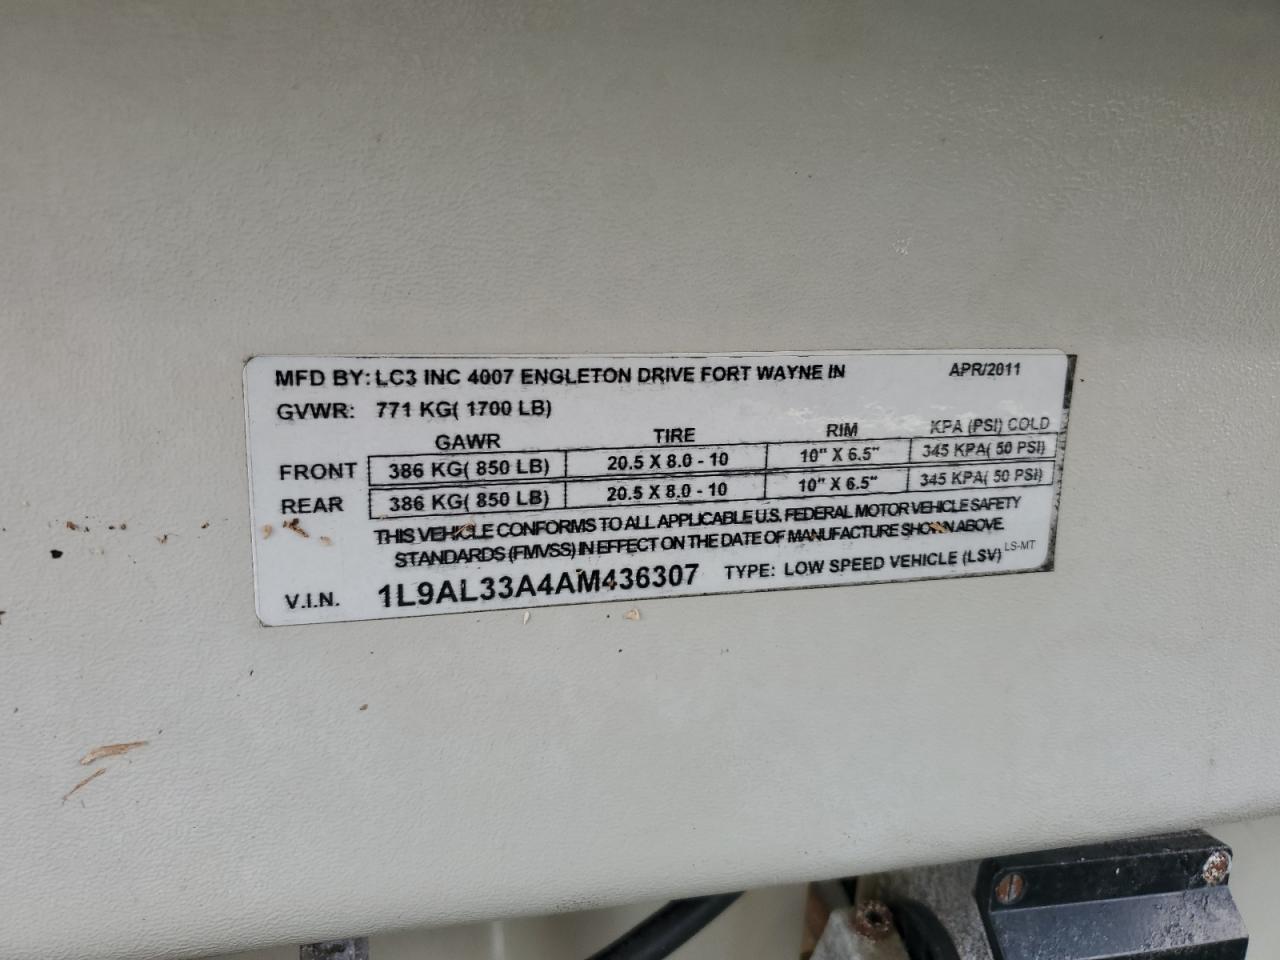 MFD BY: LC3 INC 4007 ENGLETON DRIVE FORT WAYNE IN APR/2011
GVWR: 771 KG( 1700 LB)
GAWR TIRE RIM KPA (PSI) COLD
FRONT 386 KG( 850 LB) 20.5 X 8.0 - 10 10" X 6.5" 345 KPA( 50 PSI)
REAR 386 KG( 850 LB) 20.5 X 8.0 - 10 10" X 6.5" 345 KPA( 50 PSI)
THIS VEHICLE CONFORMS TO ALL APPLICABLE U.S. FEDERAL MOTOR VEHICLE SAFETY
STANDARDS (FMVSS) IN EFFECT ON THE DATE OF MANUFACTURE SHOWN ABOVE.
V.I.N. 1L9AL33A4AM436307 TYPE: LOW SPEED VEHICLE (LSV) LS-MT